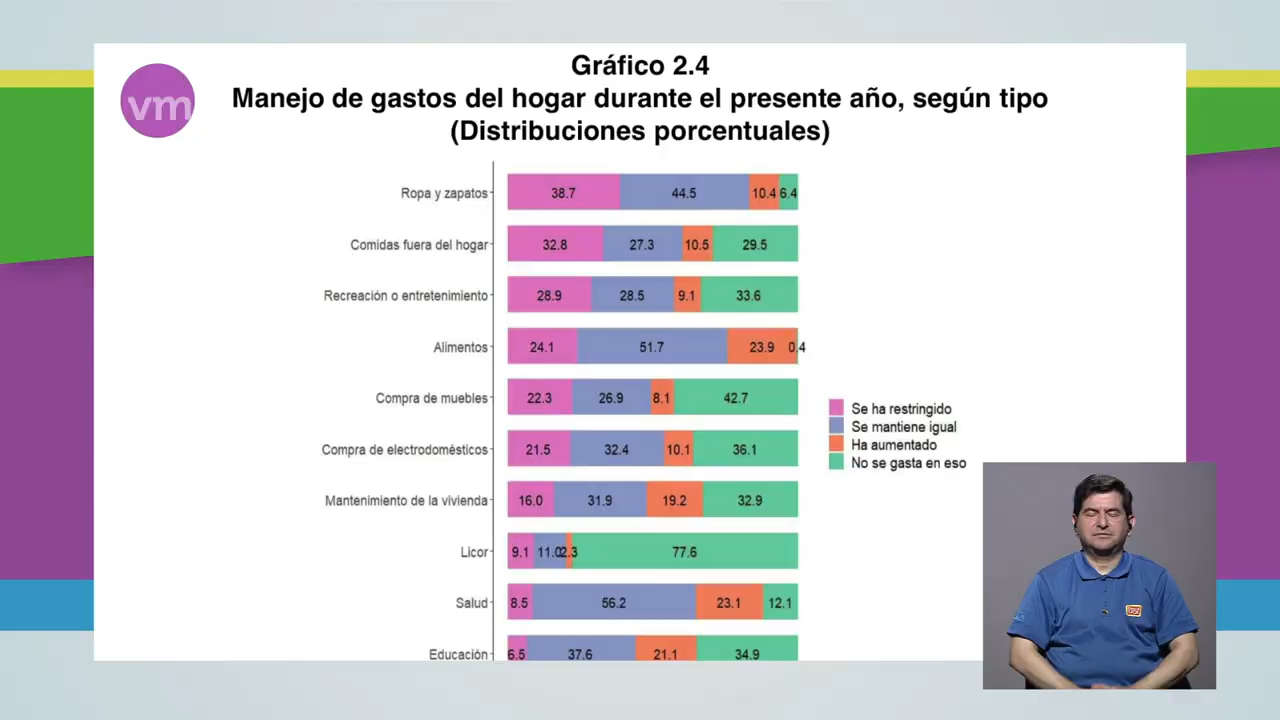 vm
Gráfico 2.4
Manejo de gastos del hogar durante el presente año, según tipo
(Distribuciones porcentuales)
Ropa y zapatos 38.7 44.5 10.4 6.4
Comidas fuera del hogar 32.8 27.3 10.5 29.5
Recreación o entretenimiento 28.9 28.5 9.1 33.6
Alimentos 24.1 51.7 23.9 0.4
Compra de muebles 22.3 26.9 8.1 42.7
Compra de electrodomésticos 21.5 32.4 10.1 36.1
Mantenimiento de la vivienda 16.0 31.9 19.2 32.9
Licor 9.1 11.0 2.3 77.6
Salud 8.5 56.2 23.1 12.1
Educación 6.5 37.6 21.1 34.9
Se ha restringido
Se mantiene igual
Ha aumentado
No se gasta en eso